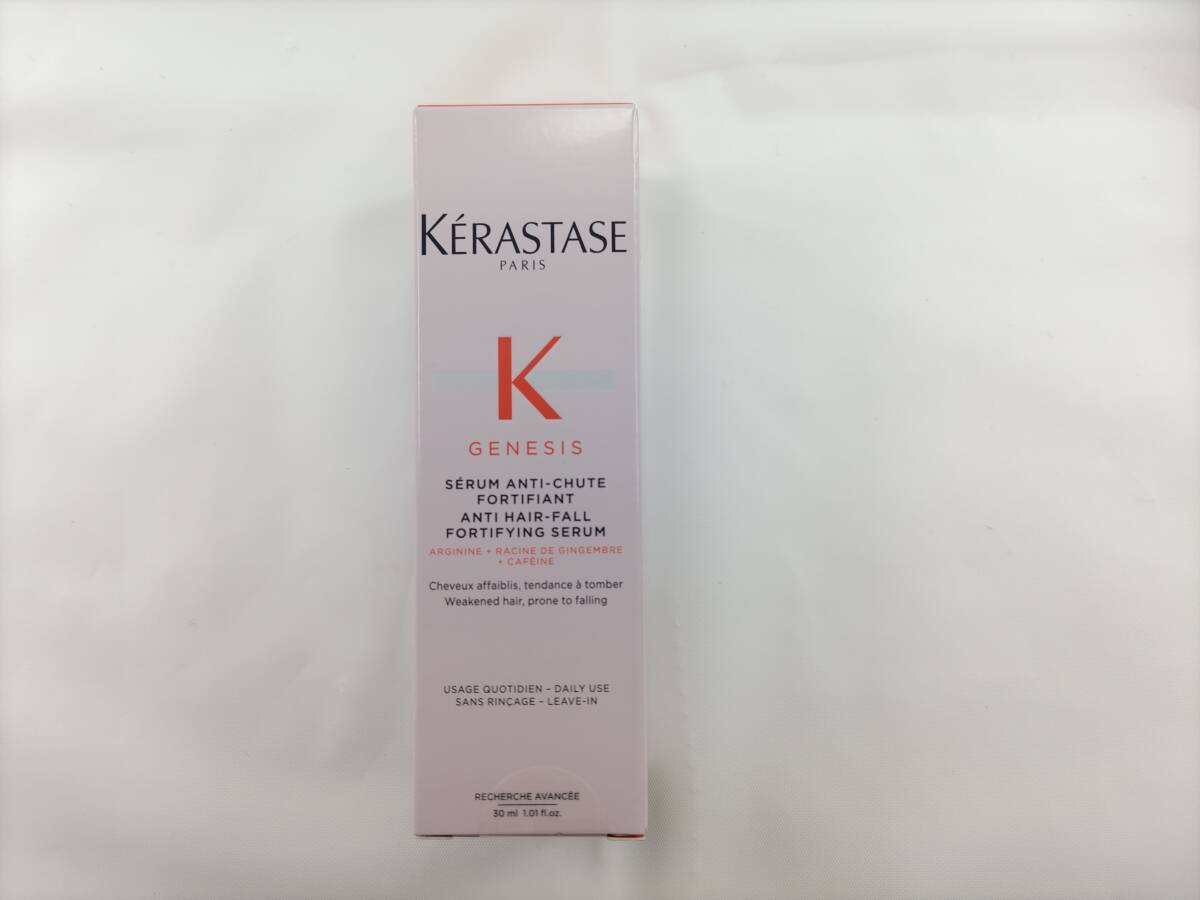 KÉRASTASE
PARIS
K
GENESIS
SÉRUM ANTI-CHUTE
FORTIFIANT
ANTI HAIR-FALL
FORTIFYING SERUM
ARGININE + RACINE DE GINGEMBRE
+ CAFÉINE
Cheveux affaiblis, tendance à tomber
Weakened hair, prone to falling
USAGE QUOTIDIEN - DAILY USE
SANS RINÇAGE - LEAVE-IN
RECHERCHE AVANCÉE
30 ml 1.01 fl.oz.